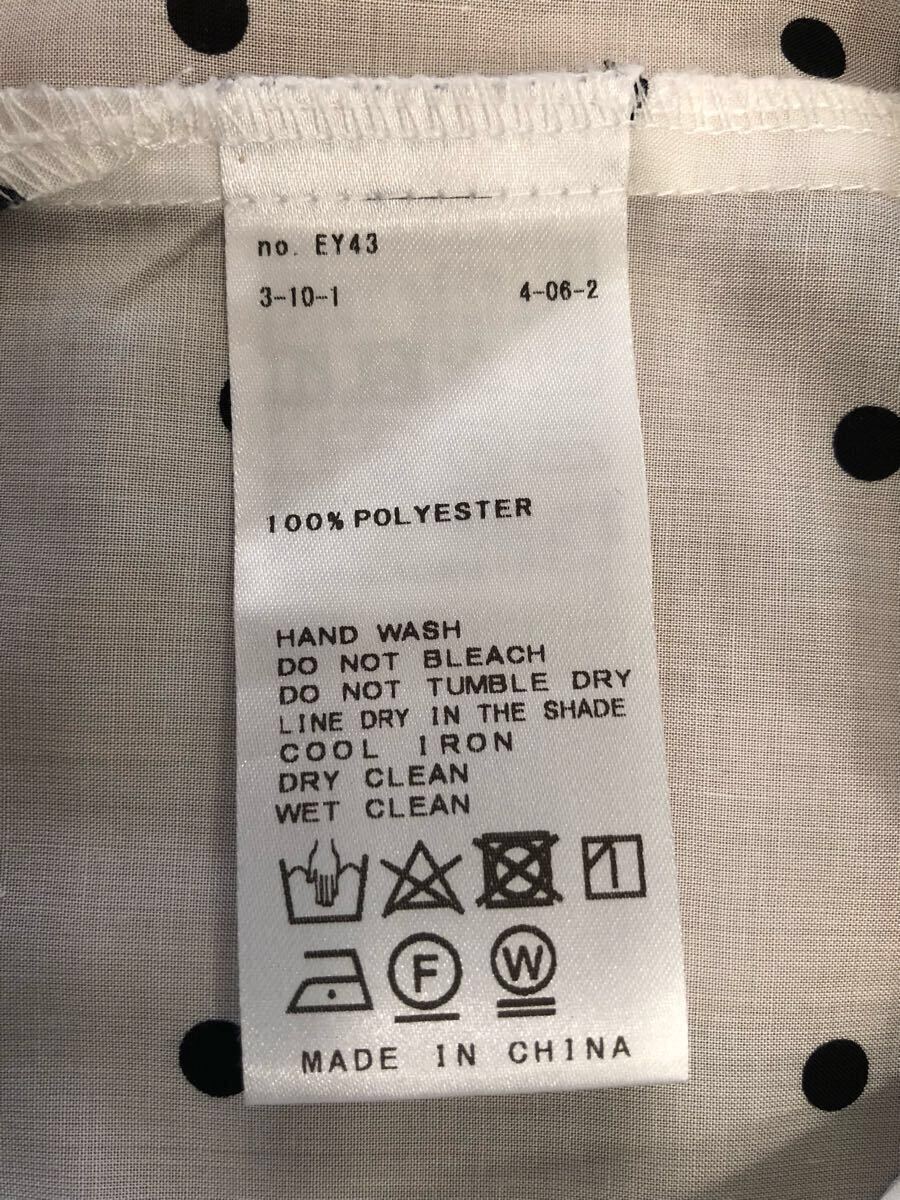 no. EY43
3-10-1 4-06-2
100% POLYESTER
HAND WASH
DO NOT BLEACH
DO NOT TUMBLE DRY
LINE DRY IN THE SHADE
COOL IRON
DRY CLEAN
WET CLEAN
F W
MADE IN CHINA